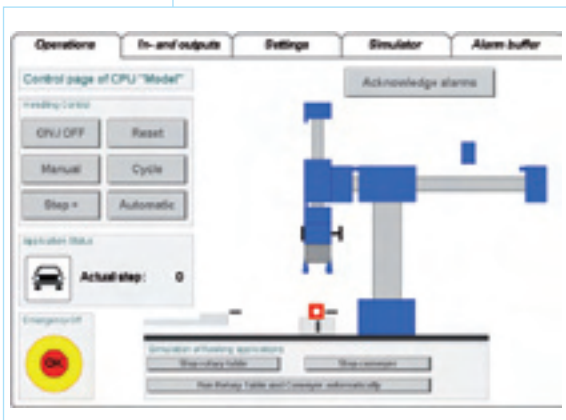 Operations
In- and outputs
Settings
Simulator
Alarm buffer
Control page of CPU "Model"
Acknowledge alarms
Handling Control
ON / OFF
Reset
Manual
Cycle
Step +
Automatic
Application Status
Actual step: 0
Emergency Off
OK
Simulation of handling applications
Stop rotary table
Stop conveyor
Run Rotary Table and Conveyor automatically